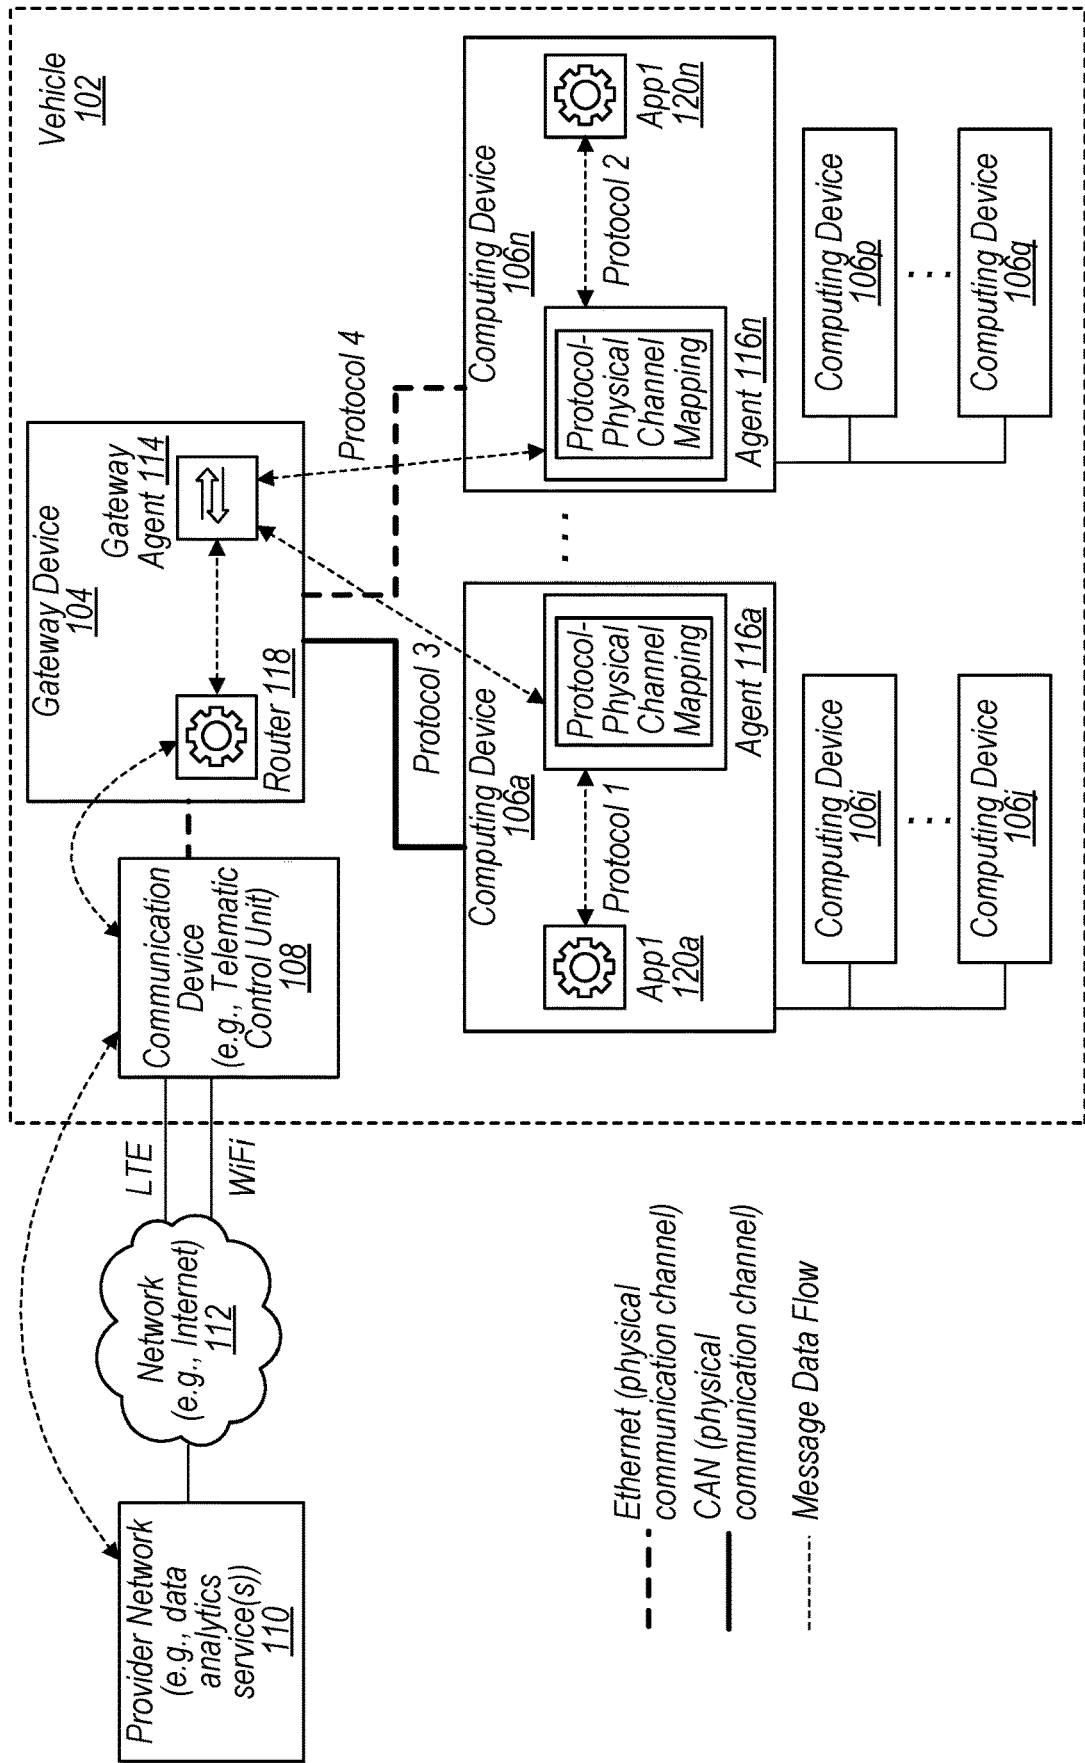 Vehicle
102
Gateway Device
104
Gateway
Agent 114
Router 118
Communication
Device
(e.g., Telematic
Control Unit)
108
LTE
WiFi
Network
(e.g., Internet)
112
Provider Network
(e.g., data
analytics
service(s))
110
Protocol 3
Protocol 4
Computing Device
106a
App1
120a
Protocol 1
Protocol-
Physical
Channel
Mapping
Agent 116a
. . .
Computing Device
106n
Protocol-
Physical
Channel
Mapping
Agent 116n
Protocol 2
App1
120n
Computing Device
106i
. . .
Computing Device
106j
Computing Device
106p
. . .
Computing Device
106q
Ethernet (physical
communication channel)
CAN (physical
communication channel)
Message Data Flow